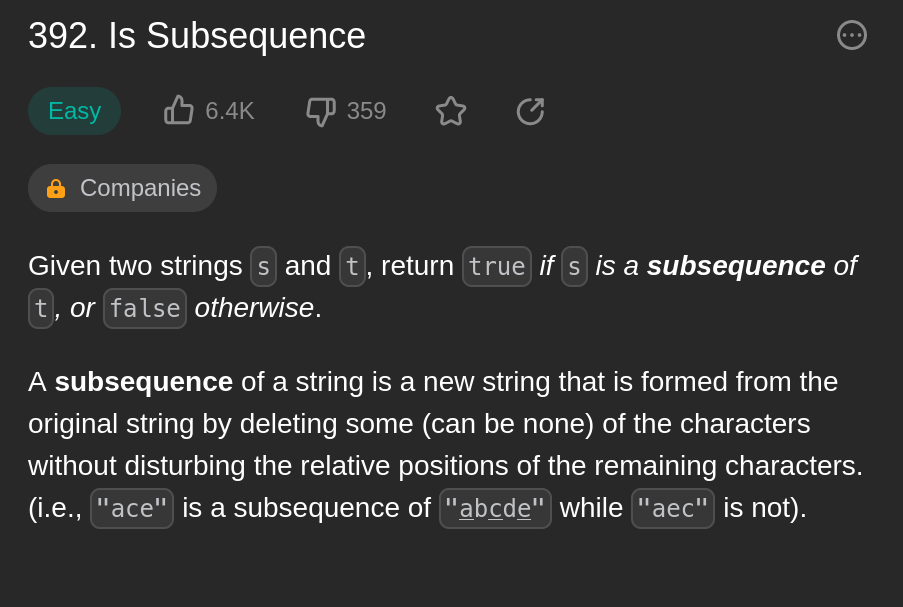 392. Is Subsequence
Easy 6.4K 359
Companies
Given two strings s and t, return true if s is a subsequence of
t, or false otherwise.
A subsequence of a string is a new string that is formed from the
original string by deleting some (can be none) of the characters
without disturbing the relative positions of the remaining characters.
(i.e., "ace" is a subsequence of "abcde" while "aec" is not).